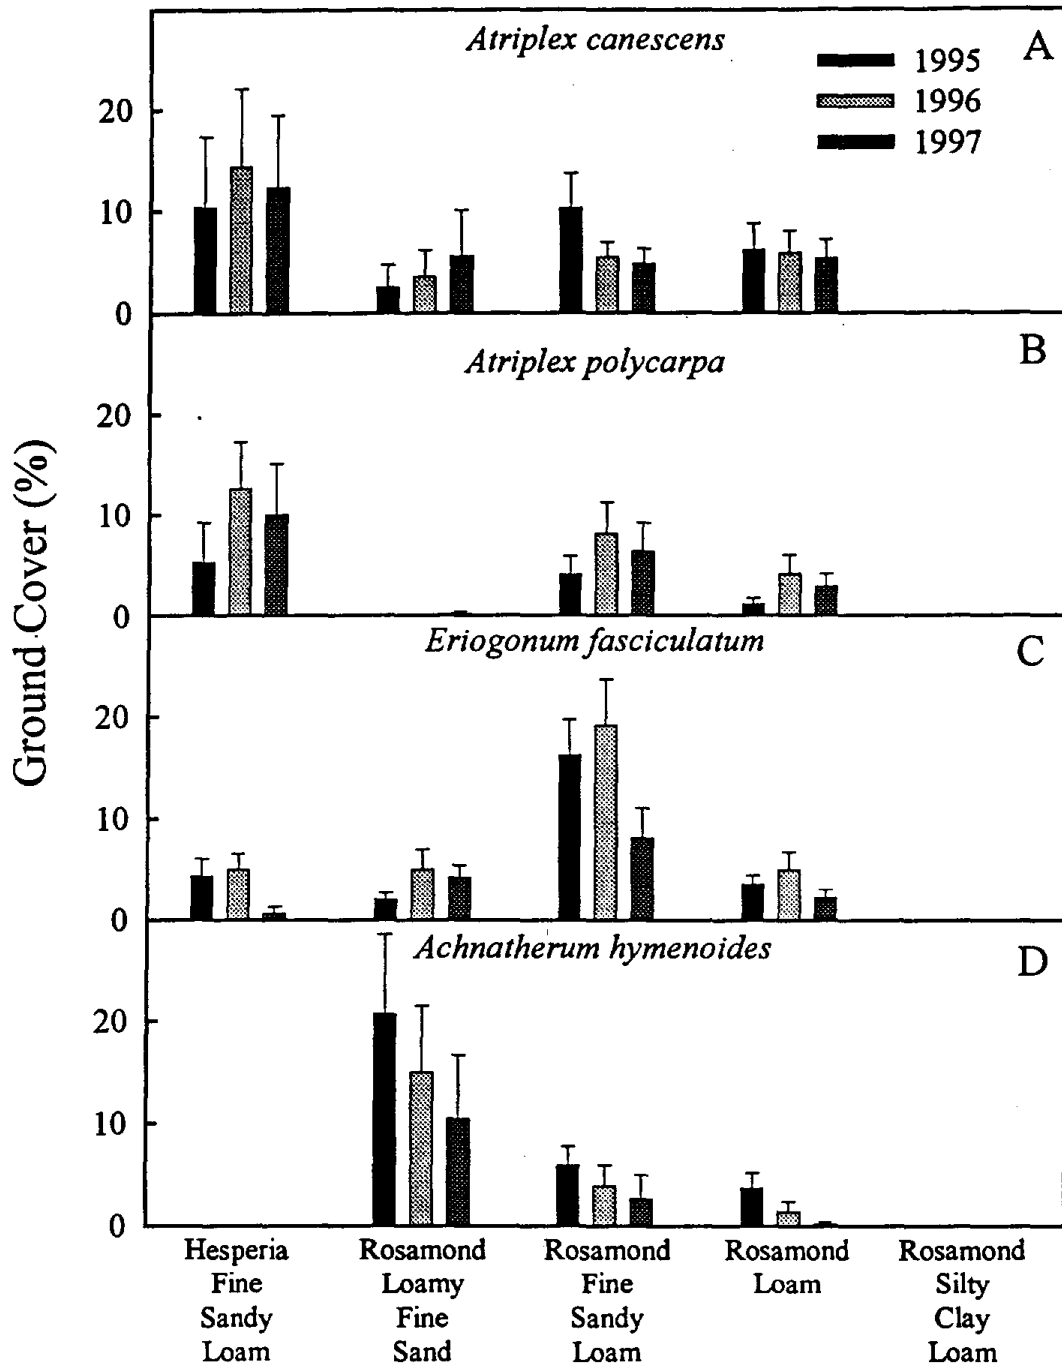 Atriplex canescens
A
1995
1996
1997
20
10
0
Atriplex polycarpa
B
20
10
0
Ground Cover (%)
Eriogonum fasciculatum
C
20
10
0
Achnatherum hymenoides
D
20
10
0
Hesperia
Fine
Sandy
Loam
Rosamond
Loamy
Fine
Sand
Rosamond
Fine
Sandy
Loam
Rosamond
Loam
Rosamond
Silty
Clay
Loam